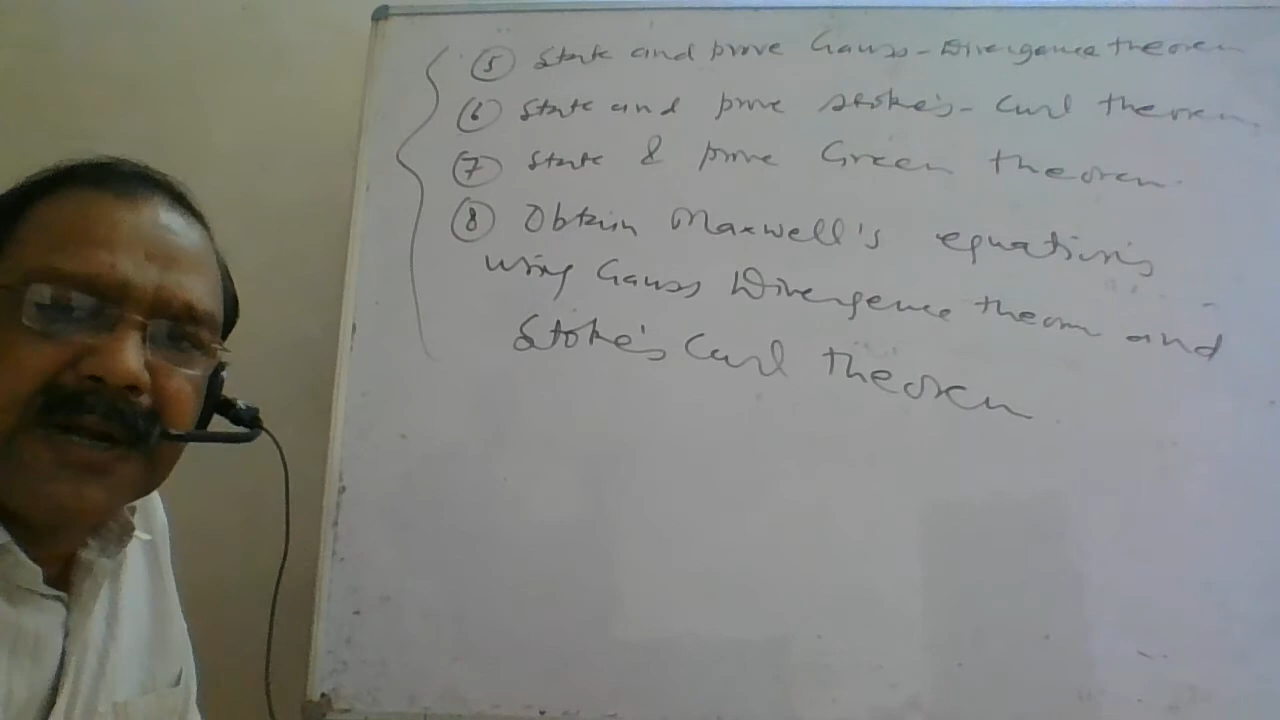 ⑤ State and prove Gauss-Divergence theorem
⑥ State and prove Stoke's-Curl theorem
⑦ State & prove Green theorem.
⑧ Obtain Maxwell's equations
using Gauss Divergence theorem and
Stoke's Curl theorem